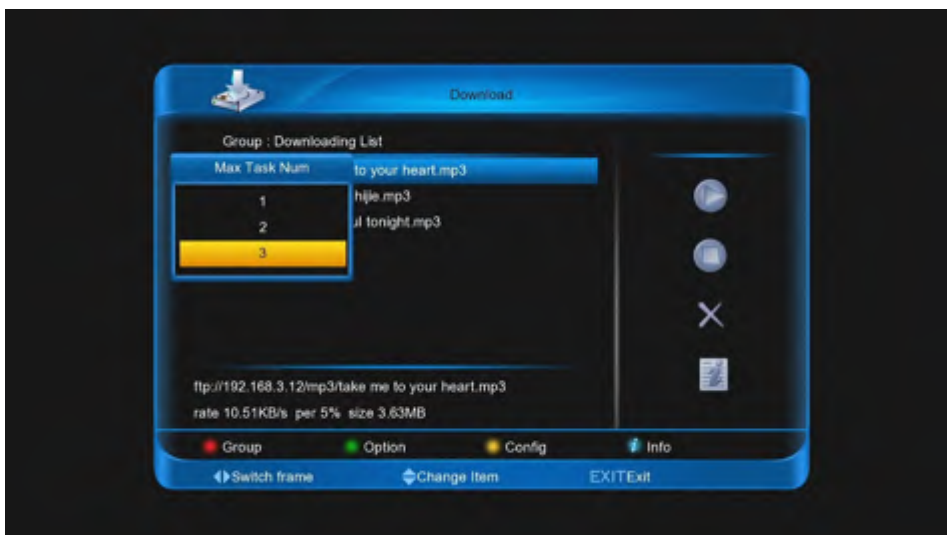 Download
Group : Downloading List
Max Task Num
to your heart.mp3
1
hijie.mp3
2
ul tonight.mp3
3
ftp://192.168.3.12/mp3/take me to your heart.mp3
rate 10.51KB/s per 5% size 3.63MB
Group Option Config i Info
Switch frame Change Item EXITExit